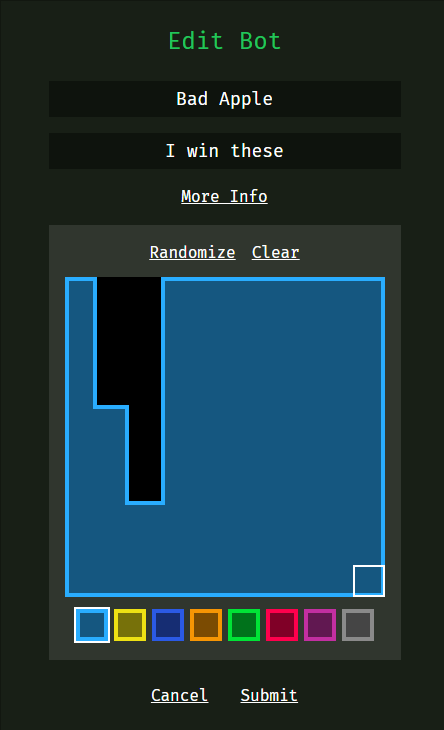 Edit Bot
Bad Apple
I win these
More Info
Randomize Clear
Cancel Submit